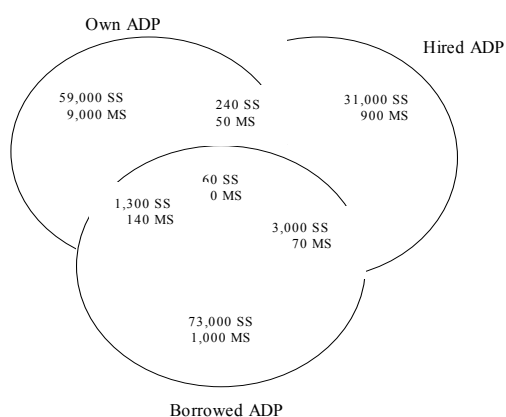 Own ADP
Hired ADP
59,000 SS
9,000 MS
240 SS
50 MS
31,000 SS
900 MS
60 SS
0 MS
1,300 SS
140 MS
3,000 SS
70 MS
73,000 SS
1,000 MS
Borrowed ADP